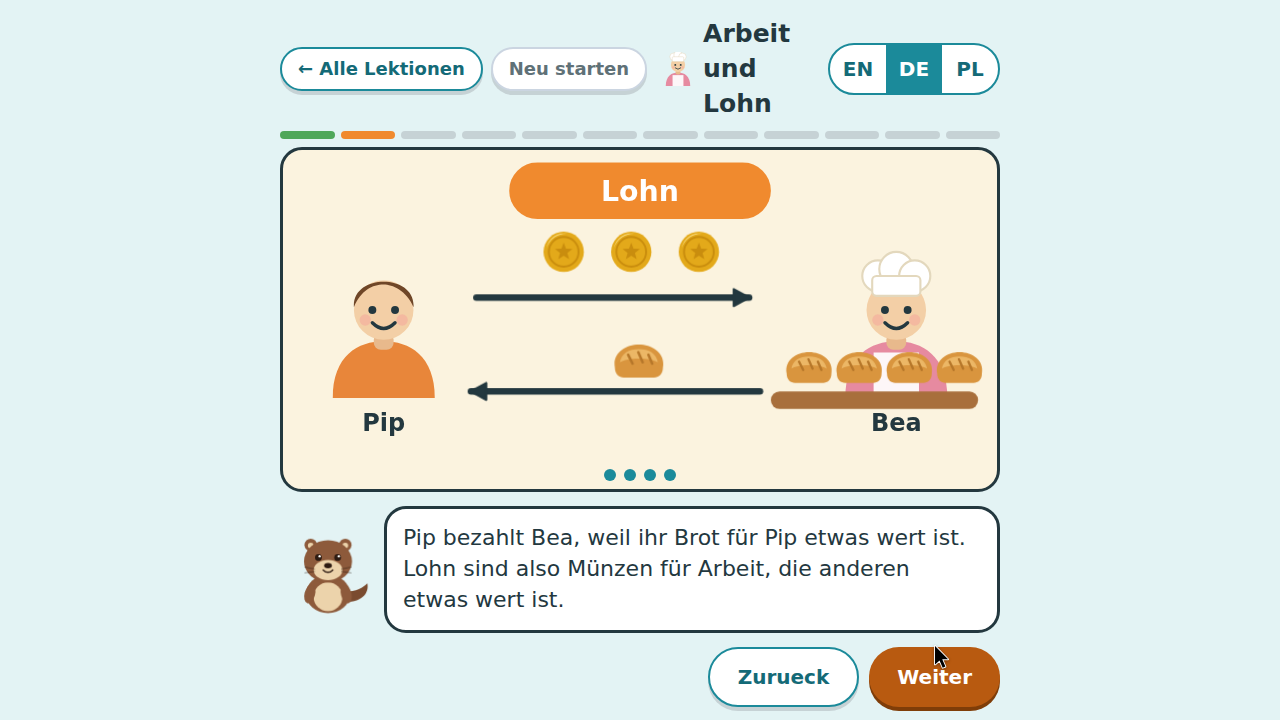 ← Alle Lektionen
Neu starten
Arbeit
und
Lohn
EN DE PL
Lohn
Pip
Bea
Pip bezahlt Bea, weil ihr Brot für Pip etwas wert ist.
Lohn sind also Münzen für Arbeit, die anderen
etwas wert ist.
Zurueck
Weiter